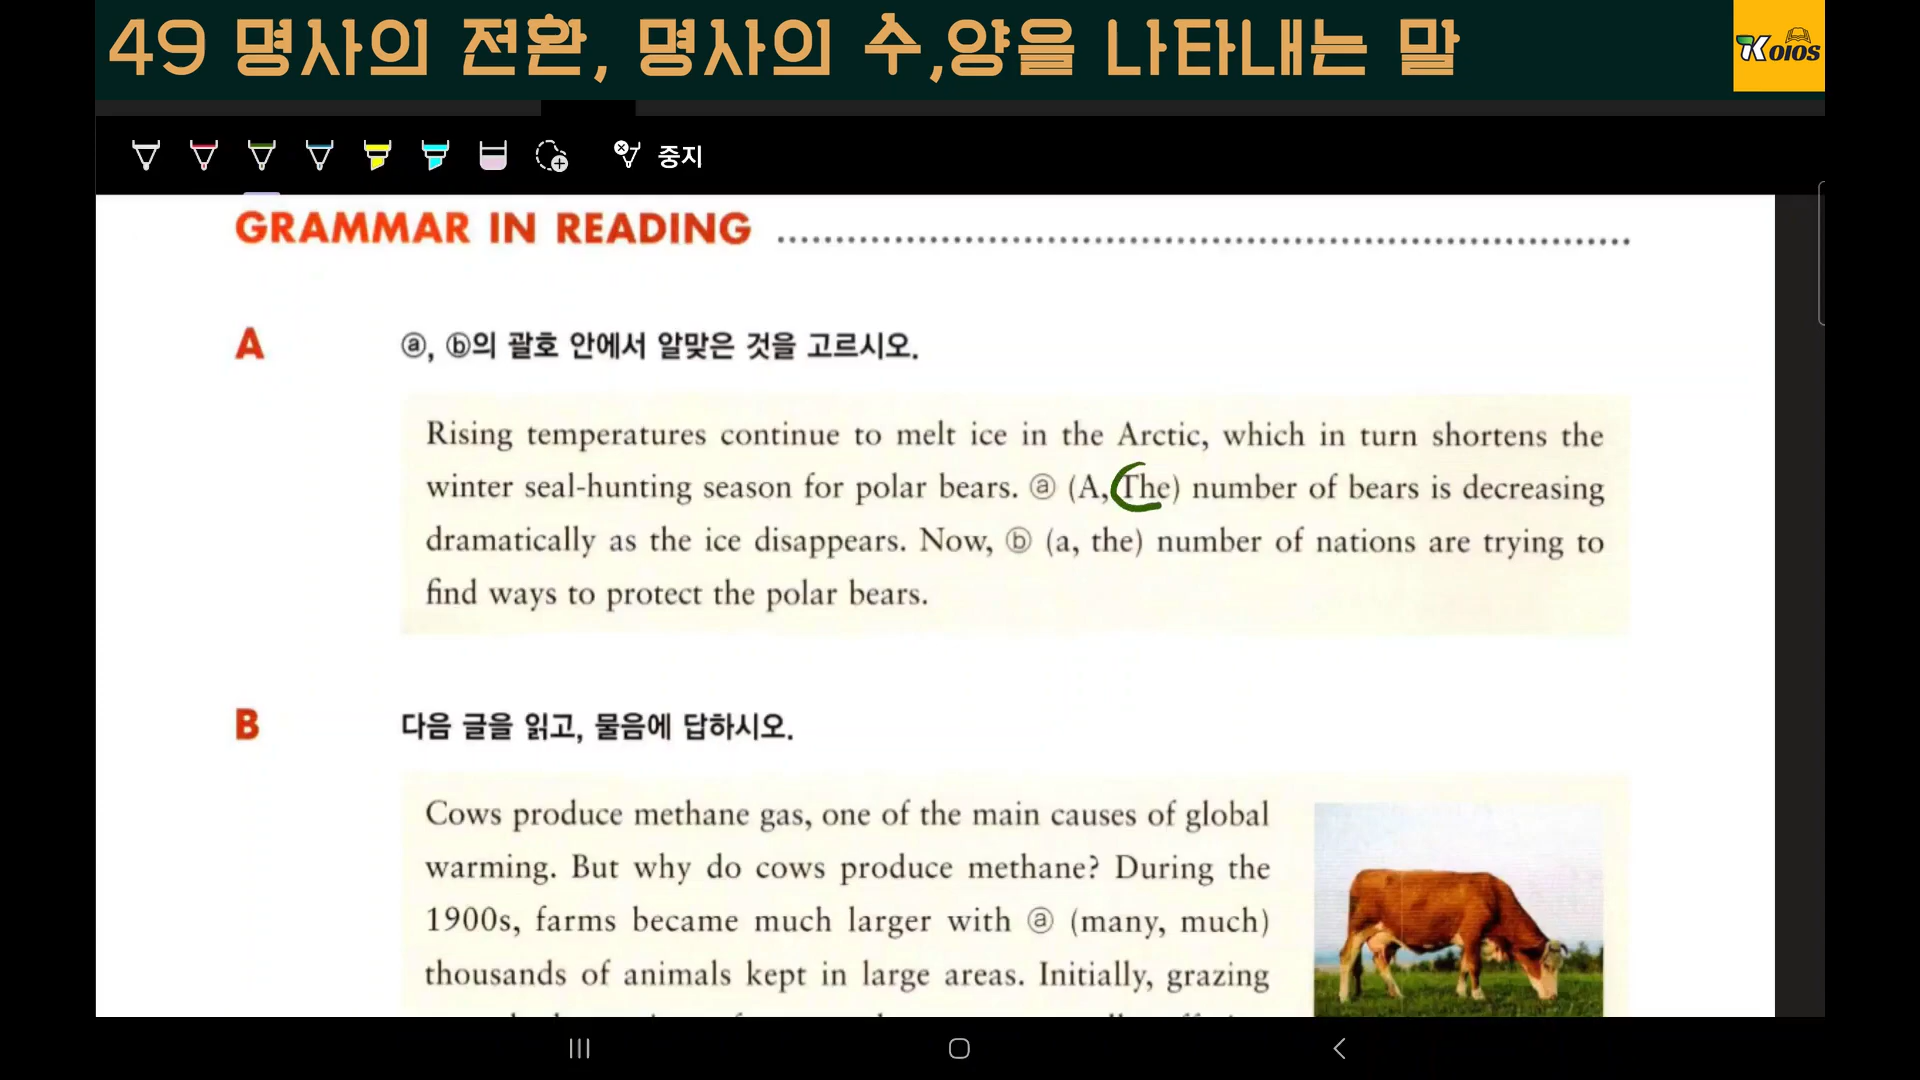 49 명사의 전환, 명사의 수,양을 나타내는 말
Koios
중지
GRAMMAR IN READING
A
ⓐ, ⓑ의 괄호 안에서 알맞은 것을 고르시오.
Rising temperatures continue to melt ice in the Arctic, which in turn shortens the
winter seal-hunting season for polar bears. ⓐ (A, The) number of bears is decreasing
dramatically as the ice disappears. Now, ⓑ (a, the) number of nations are trying to
find ways to protect the polar bears.
B
다음 글을 읽고, 물음에 답하시오.
Cows produce methane gas, one of the main causes of global
warming. But why do cows produce methane? During the
1900s, farms became much larger with ⓐ (many, much)
thousands of animals kept in large areas. Initially, grazing